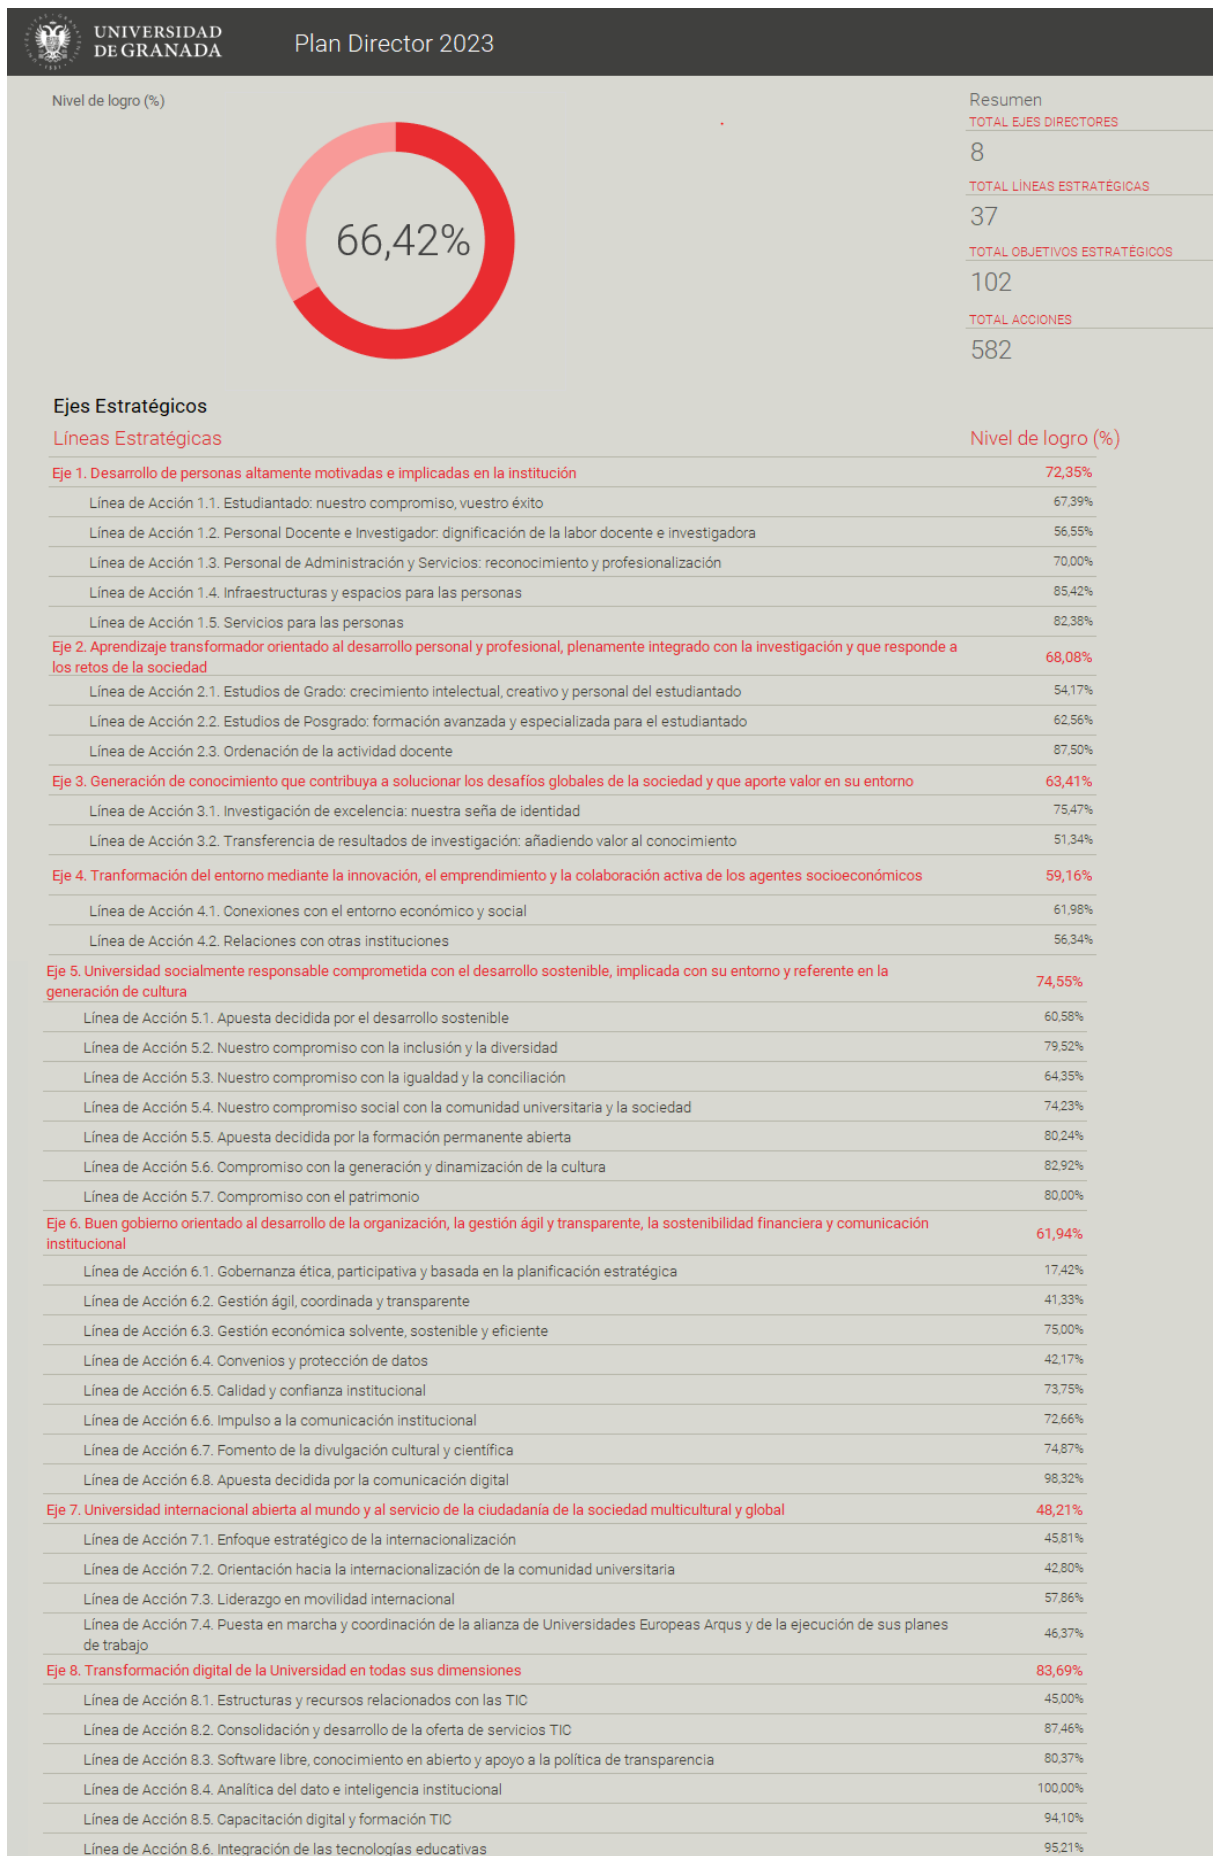 UNIVERSIDAD
DE GRANADA
Plan Director 2023
Nivel de logro (%)
66,42%
Resumen
TOTAL EJES DIRECTORES
8
TOTAL LÍNEAS ESTRATÉGICAS
37
TOTAL OBJETIVOS ESTRATÉGICOS
102
TOTAL ACCIONES
582
Ejes Estratégicos
Líneas Estratégicas Nivel de logro (%)
Eje 1. Desarrollo de personas altamente motivadas e implicadas en la institución 72,35%
Línea de Acción 1.1. Estudiantado: nuestro compromiso, vuestro éxito 67,39%
Línea de Acción 1.2. Personal Docente e Investigador: dignificación de la labor docente e investigadora 56,55%
Línea de Acción 1.3. Personal de Administración y Servicios: reconocimiento y profesionalización 70,00%
Línea de Acción 1.4. Infraestructuras y espacios para las personas 85,42%
Línea de Acción 1.5. Servicios para las personas 82,38%
Eje 2. Aprendizaje transformador orientado al desarrollo personal y profesional, plenamente integrado con la investigación y que responde a
los retos de la sociedad 68,08%
Línea de Acción 2.1. Estudios de Grado: crecimiento intelectual, creativo y personal del estudiantado 54,17%
Línea de Acción 2.2. Estudios de Posgrado: formación avanzada y especializada para el estudiantado 62,56%
Línea de Acción 2.3. Ordenación de la actividad docente 87,50%
Eje 3. Generación de conocimiento que contribuya a solucionar los desafíos globales de la sociedad y que aporte valor en su entorno 63,41%
Línea de Acción 3.1. Investigación de excelencia: nuestra seña de identidad 75,47%
Línea de Acción 3.2. Transferencia de resultados de investigación: añadiendo valor al conocimiento 51,34%
Eje 4. Tranformación del entorno mediante la innovación, el emprendimiento y la colaboración activa de los agentes socioeconómicos 59,16%
Línea de Acción 4.1. Conexiones con el entorno económico y social 61,98%
Línea de Acción 4.2. Relaciones con otras instituciones 56,34%
Eje 5. Universidad socialmente responsable comprometida con el desarrollo sostenible, implicada con su entorno y referente en la
generación de cultura 74,55%
Línea de Acción 5.1. Apuesta decidida por el desarrollo sostenible 60,58%
Línea de Acción 5.2. Nuestro compromiso con la inclusión y la diversidad 79,52%
Línea de Acción 5.3. Nuestro compromiso con la igualdad y la conciliación 64,35%
Línea de Acción 5.4. Nuestro compromiso social con la comunidad universitaria y la sociedad 74,23%
Línea de Acción 5.5. Apuesta decidida por la formación permanente abierta 80,24%
Línea de Acción 5.6. Compromiso con la generación y dinamización de la cultura 82,92%
Línea de Acción 5.7. Compromiso con el patrimonio 80,00%
Eje 6. Buen gobierno orientado al desarrollo de la organización, la gestión ágil y transparente, la sostenibilidad financiera y comunicación
institucional 61,94%
Línea de Acción 6.1. Gobernanza ética, participativa y basada en la planificación estratégica 17,42%
Línea de Acción 6.2. Gestión ágil, coordinada y transparente 41,33%
Línea de Acción 6.3. Gestión económica solvente, sostenible y eficiente 75,00%
Línea de Acción 6.4. Convenios y protección de datos 42,17%
Línea de Acción 6.5. Calidad y confianza institucional 73,75%
Línea de Acción 6.6. Impulso a la comunicación institucional 72,66%
Línea de Acción 6.7. Fomento de la divulgación cultural y científica 74,87%
Línea de Acción 6.8. Apuesta decidida por la comunicación digital 98,32%
Eje 7. Universidad internacional abierta al mundo y al servicio de la ciudadanía de la sociedad multicultural y global 48,21%
Línea de Acción 7.1. Enfoque estratégico de la internacionalización 45,81%
Línea de Acción 7.2. Orientación hacia la internacionalización de la comunidad universitaria 42,80%
Línea de Acción 7.3. Liderazgo en movilidad internacional 57,86%
Línea de Acción 7.4. Puesta en marcha y coordinación de la alianza de Universidades Europeas Arqus y de la ejecución de sus planes
de trabajo 46,37%
Eje 8. Transformación digital de la Universidad en todas sus dimensiones 83,69%
Línea de Acción 8.1. Estructuras y recursos relacionados con las TIC 45,00%
Línea de Acción 8.2. Consolidación y desarrollo de la oferta de servicios TIC 87,46%
Línea de Acción 8.3. Software libre, conocimiento en abierto y apoyo a la política de transparencia 80,37%
Línea de Acción 8.4. Analítica del dato e inteligencia institucional 100,00%
Línea de Acción 8.5. Capacitación digital y formación TIC 94,10%
Línea de Acción 8.6. Integración de las tecnologías educativas 95,21%